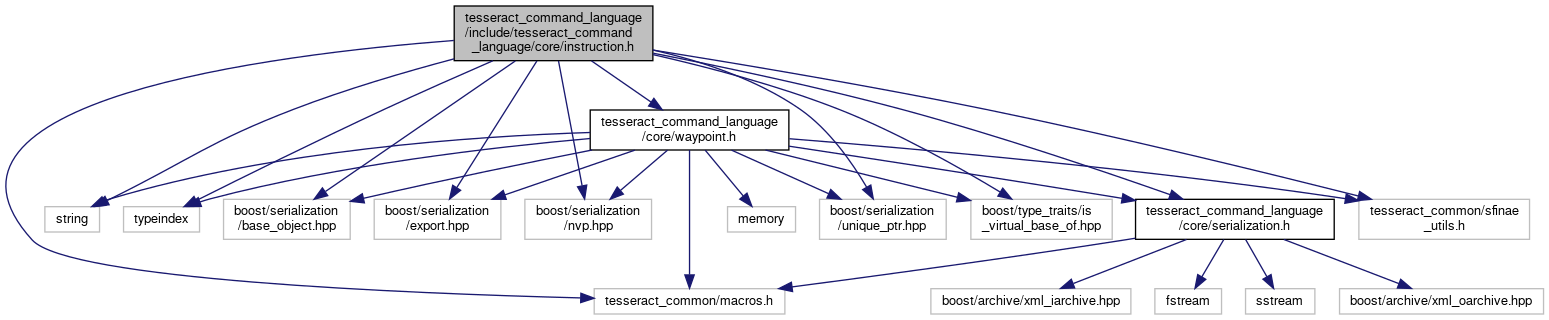 tesseract_command_language
/include/tesseract_command
_language/core/instruction.h
tesseract_command_language
/core/waypoint.h
string
typeindex
boost/serialization
/base_object.hpp
boost/serialization
/export.hpp
boost/serialization
/nvp.hpp
memory
boost/serialization
/unique_ptr.hpp
boost/type_traits/is
_virtual_base_of.hpp
tesseract_command_language
/core/serialization.h
tesseract_common/sfinae
_utils.h
tesseract_common/macros.h
boost/archive/xml_iarchive.hpp
fstream
sstream
boost/archive/xml_oarchive.hpp